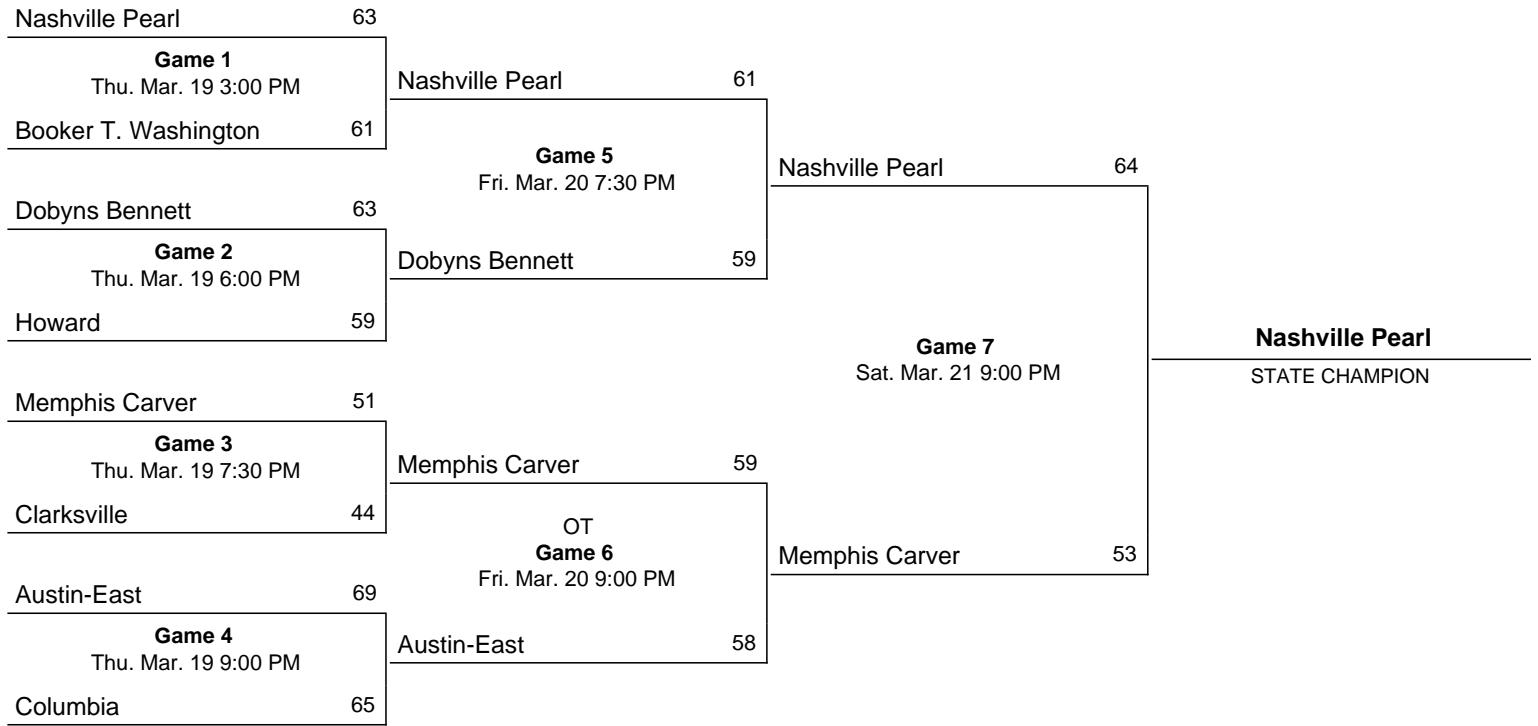 Nashville Pearl 63
Game 1
Thu. Mar. 19 3:00 PM
Booker T. Washington 61
Dobyns Bennett 63
Game 2
Thu. Mar. 19 6:00 PM
Howard 59
Memphis Carver 51
Game 3
Thu. Mar. 19 7:30 PM
Clarksville 44
Austin-East 69
Game 4
Thu. Mar. 19 9:00 PM
Columbia 65
Nashville Pearl 61
Game 5
Fri. Mar. 20 7:30 PM
Dobyns Bennett 59
Memphis Carver 59
OT
Game 6
Fri. Mar. 20 9:00 PM
Austin-East 58
Nashville Pearl 64
Game 7
Sat. Mar. 21 9:00 PM
Memphis Carver 53
Nashville Pearl
STATE CHAMPION